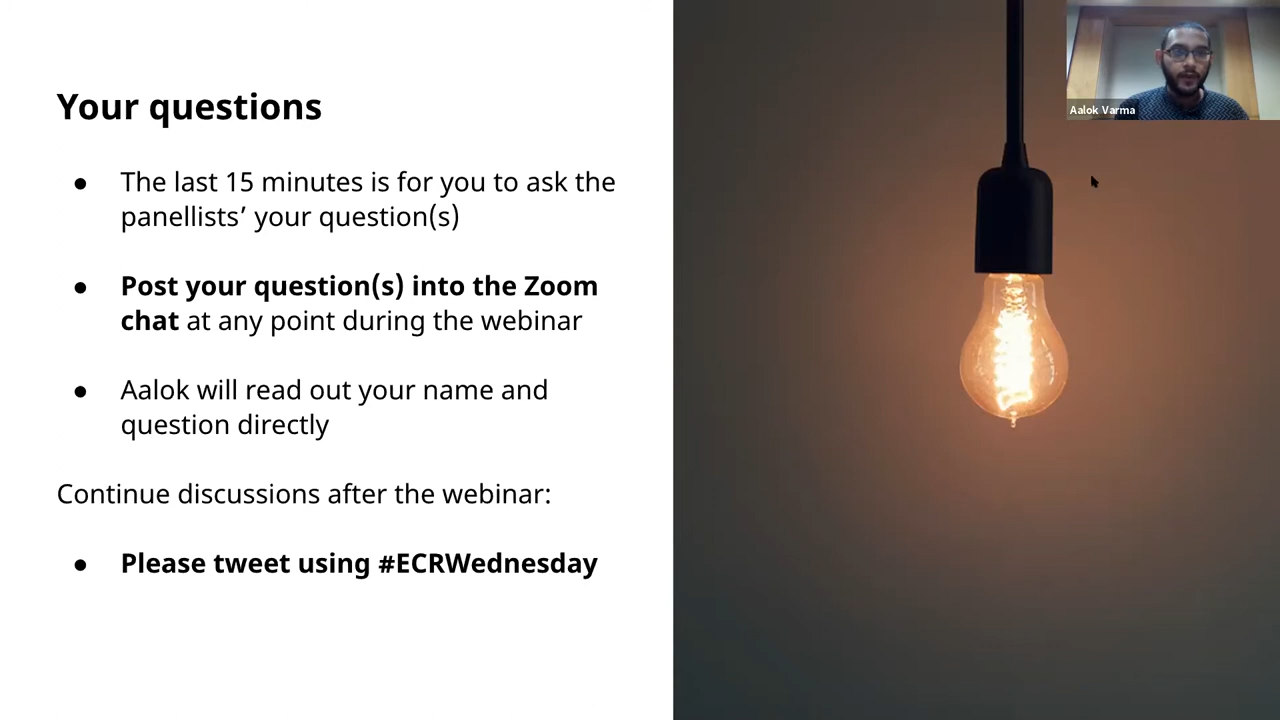 Your questions
● The last 15 minutes is for you to ask the
panellists’ your question(s)
● Post your question(s) into the Zoom
chat at any point during the webinar
● Aalok will read out your name and
question directly
Continue discussions after the webinar:
● Please tweet using #ECRWednesday
Aalok Varma